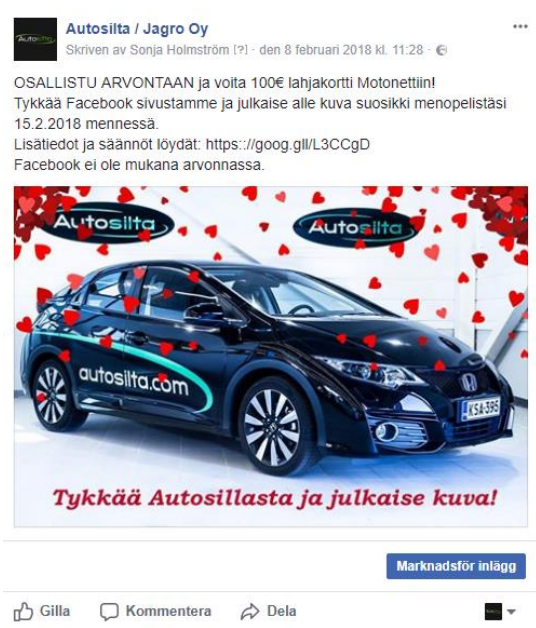 Autosilta
Autosilta / Jagro Oy
Skriven av Sonja Holmström [?] · den 8 februari 2018 kl. 11:28 ·
OSALLISTU ARVONTAAN ja voita 100€ lahjakortti Motonettiin!
Tykkää Facebook sivustamme ja julkaise alle kuva suosikki menopelistäsi
15.2.2018 mennessä.
Lisätiedot ja säännöt löydät: https://goog.gll/L3CCgD
Facebook ei ole mukana arvonnassa.
Autosilta
Autosilta
autosilta.com
KSA-395
Tykkää Autosillasta ja julkaise kuva!
Marknadsför inlägg
Gilla
Kommentera
Dela